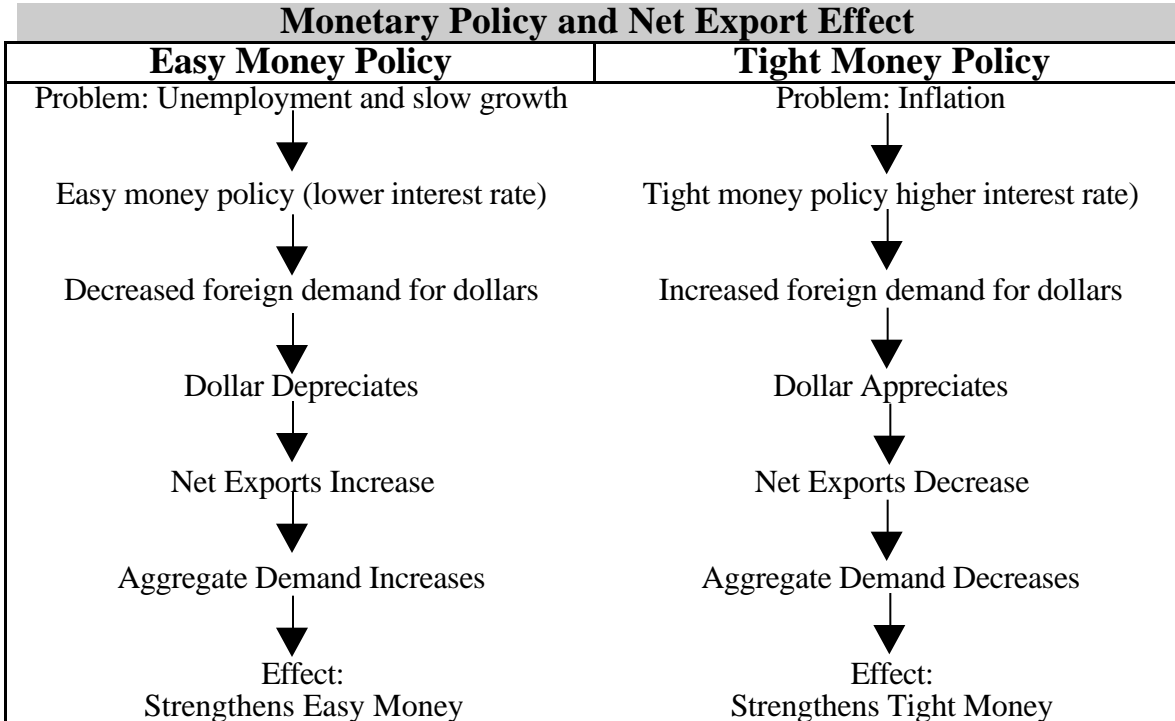 Monetary Policy and Net Export Effect
Easy Money Policy
Problem: Unemployment and slow growth
Easy money policy (lower interest rate)
Decreased foreign demand for dollars
Dollar Depreciates
Net Exports Increase
Aggregate Demand Increases
Effect:
Strengthens Easy Money
Tight Money Policy
Problem: Inflation
Tight money policy higher interest rate)
Increased foreign demand for dollars
Dollar Appreciates
Net Exports Decrease
Aggregate Demand Decreases
Effect:
Strengthens Tight Money